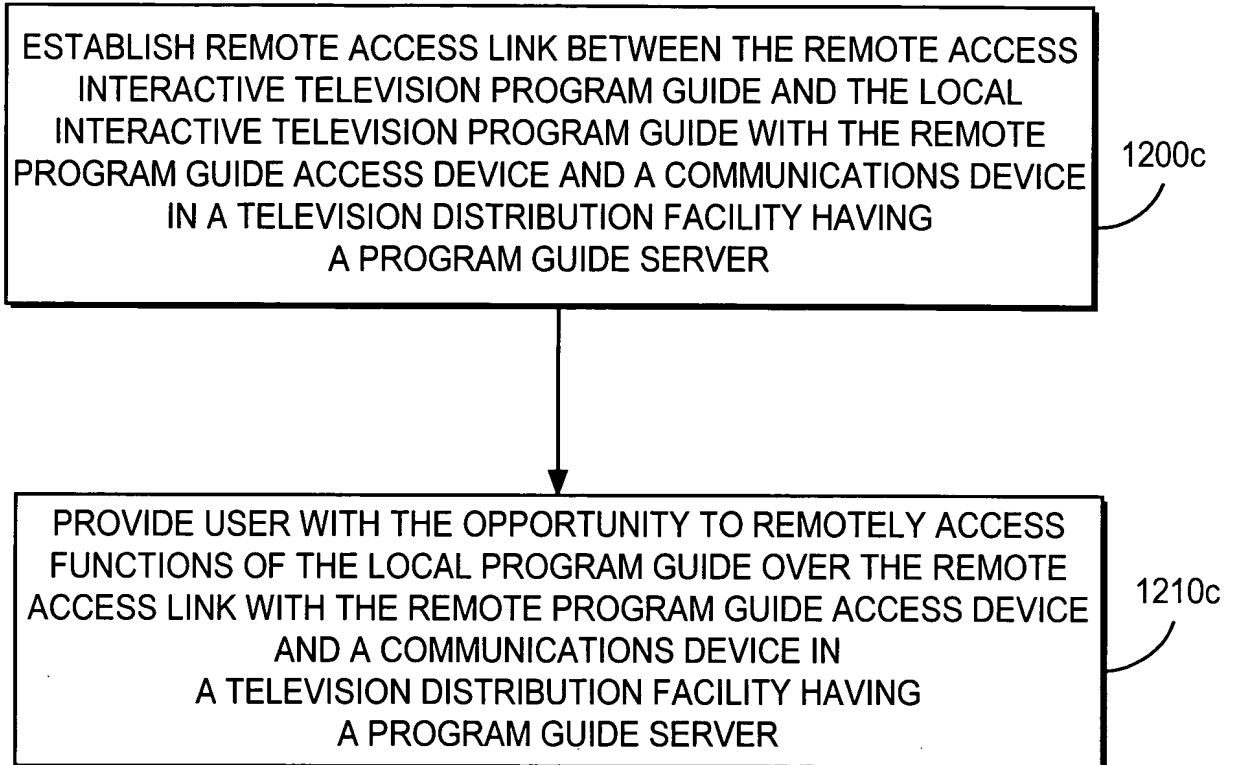 ESTABLISH REMOTE ACCESS LINK BETWEEN THE REMOTE ACCESS
INTERACTIVE TELEVISION PROGRAM GUIDE AND THE LOCAL
INTERACTIVE TELEVISION PROGRAM GUIDE WITH THE REMOTE
PROGRAM GUIDE ACCESS DEVICE AND A COMMUNICATIONS DEVICE
IN A TELEVISION DISTRIBUTION FACILITY HAVING
A PROGRAM GUIDE SERVER
1200c
PROVIDE USER WITH THE OPPORTUNITY TO REMOTELY ACCESS
FUNCTIONS OF THE LOCAL PROGRAM GUIDE OVER THE REMOTE
ACCESS LINK WITH THE REMOTE PROGRAM GUIDE ACCESS DEVICE
AND A COMMUNICATIONS DEVICE IN
A TELEVISION DISTRIBUTION FACILITY HAVING
A PROGRAM GUIDE SERVER
1210c